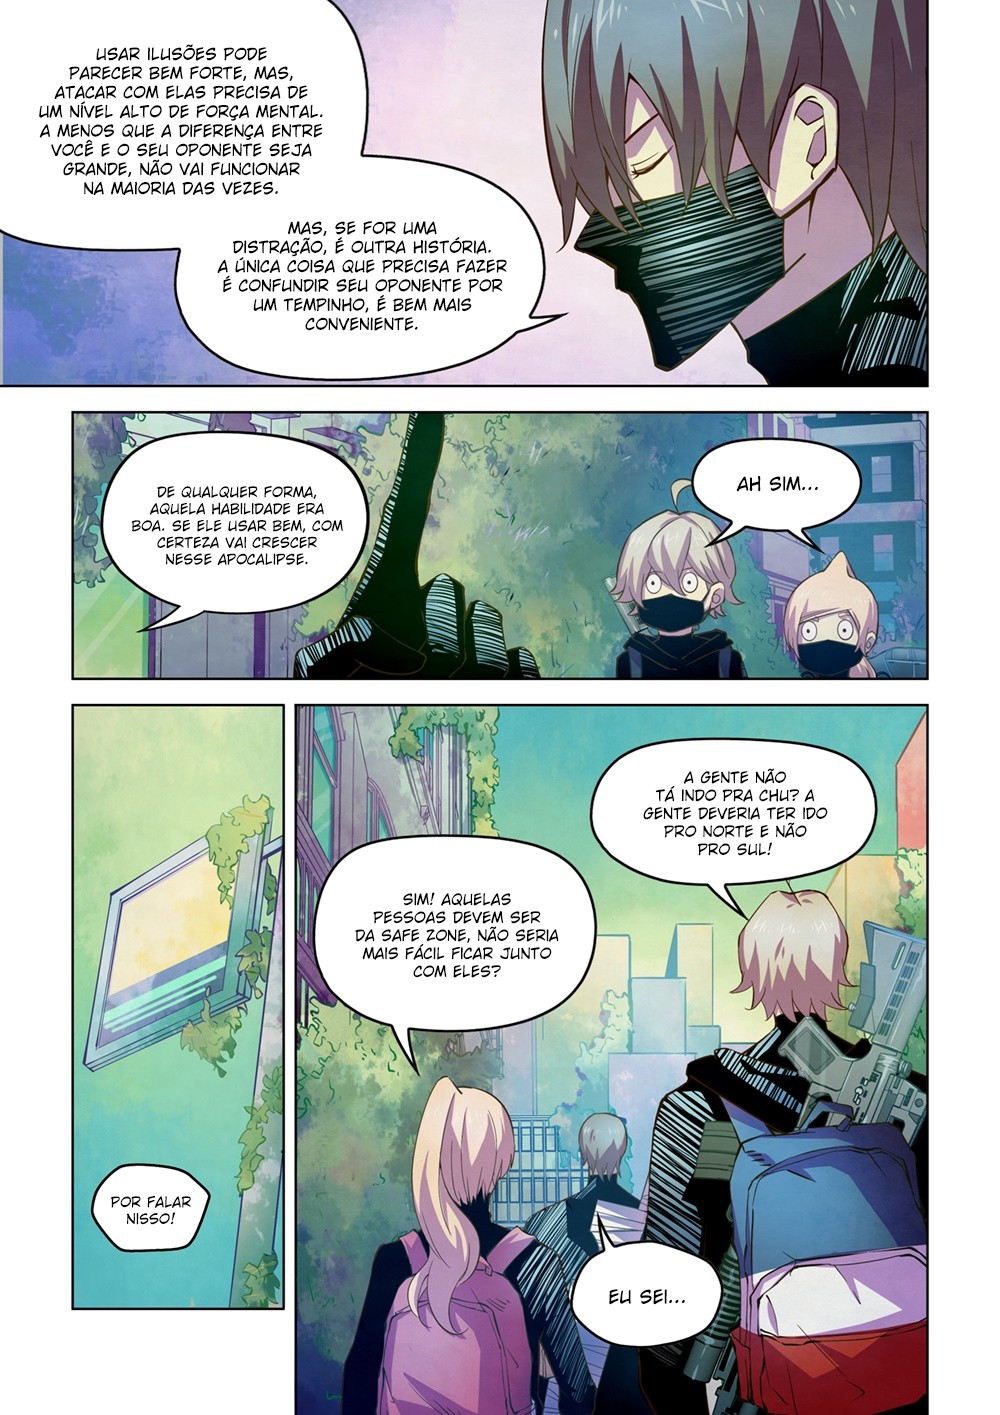 USAR ILUSÕES PODE
PARECER BEM FORTE, MAS,
ATACAR COM ELAS PRECISA DE
UM NÍVEL ALTO DE FORÇA MENTAL.
A MENOS QUE A DIFERENÇA ENTRE
VOCÊ E O SEU OPONENTE SEJA
GRANDE, NÃO VAI FUNCIONAR
NA MAIORIA DAS VEZES.
MAS, SE FOR UMA
DISTRAÇÃO, É OUTRA HISTÓRIA.
A ÚNICA COISA QUE PRECISA FAZER
É CONFUNDIR SEU OPONENTE POR
UM TEMPINHO, É BEM MAIS
CONVENIENTE.
DE QUALQUER FORMA,
AQUELA HABILIDADE ERA
BOA. SE ELE USAR BEM, COM
CERTEZA VAI CRESCER
NESSE APOCALIPSE.
AH SIM...
POR FALAR
NISSO!
A GENTE NÃO
TÁ INDO PRA CHU? A
GENTE DEVERIA TER IDO
PRO NORTE E NÃO
PRO SUL!
SIM! AQUELAS
PESSOAS DEVEM SER
DA SAFE ZONE, NÃO SERIA
MAIS FÁCIL FICAR JUNTO
COM ELES?
EU SEI...